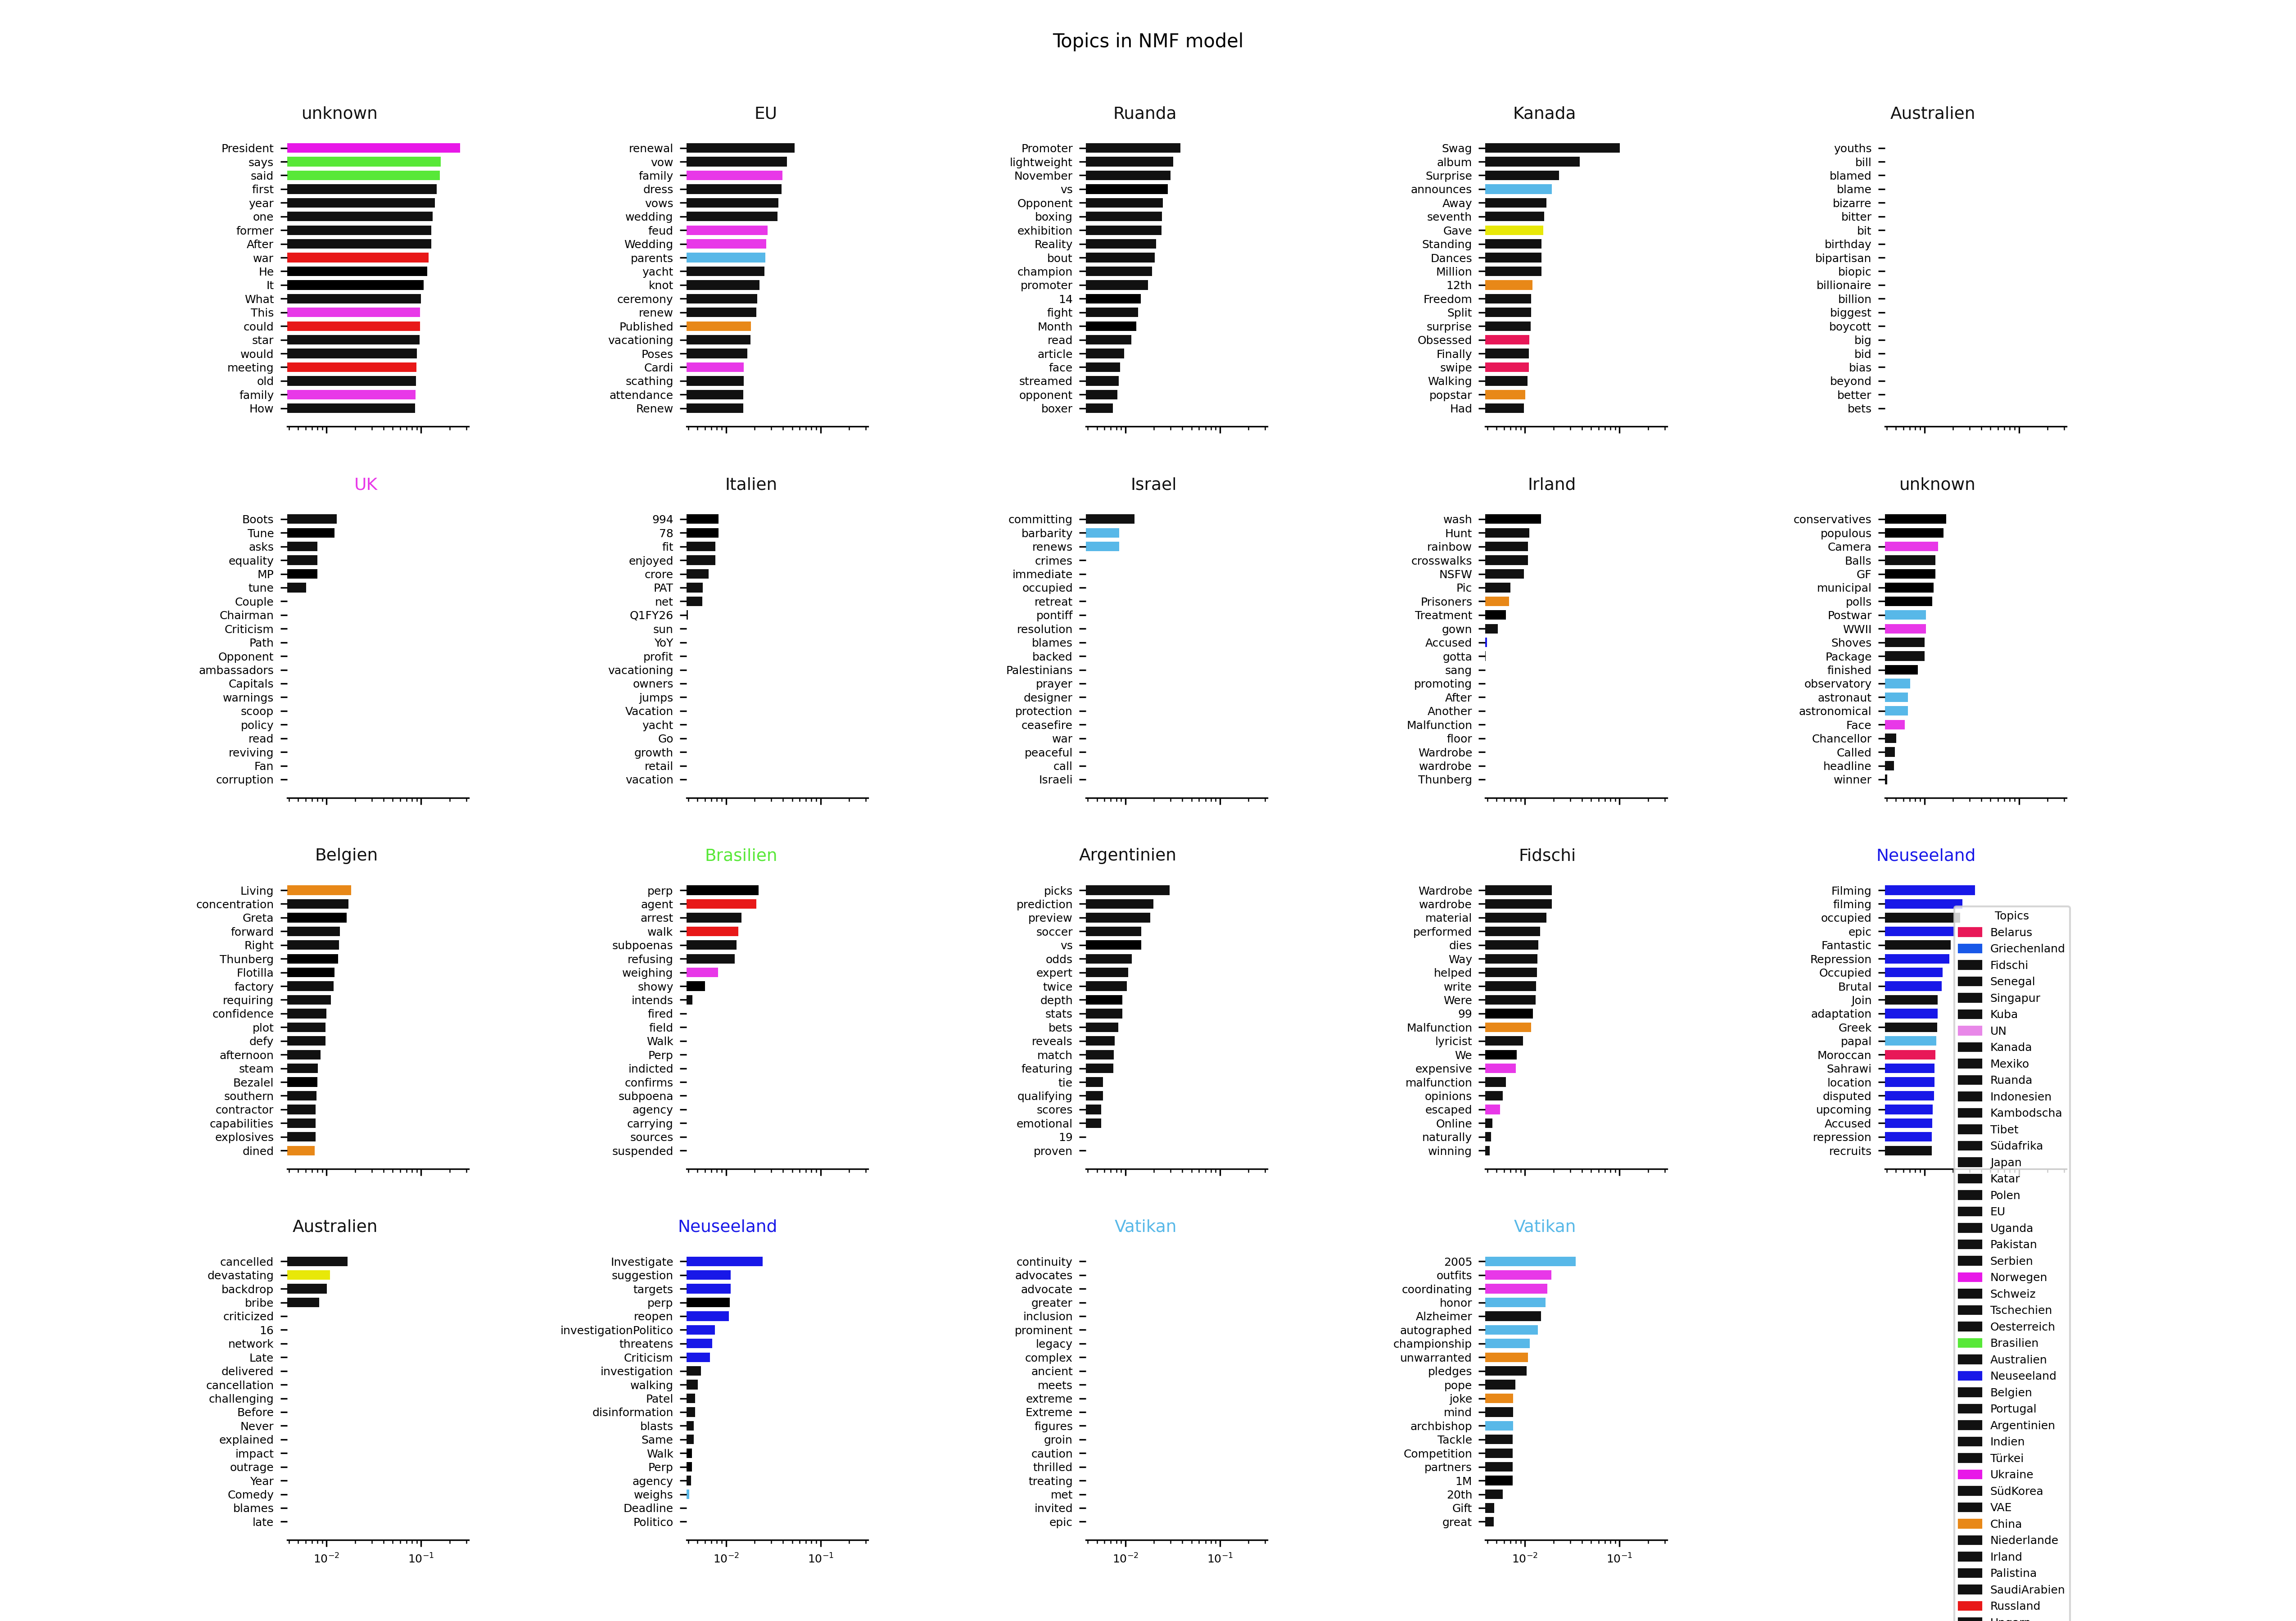 Topics in NMF model
unknown
President
says
said
first
year
one
former
After
war
He
It
What
This
could
star
would
meeting
old
family
How
EU
renewal
vow
family
dress
vows
wedding
feud
Wedding
parents
yacht
knot
ceremony
renew
Published
vacationing
Poses
Cardi
scathing
attendance
Renew
Ruanda
Promoter
lightweight
November
vs
Opponent
boxing
exhibition
Reality
bout
champion
promoter
14
fight
Month
read
article
face
streamed
opponent
boxer
Kanada
Swag
album
Surprise
announces
Away
seventh
Gave
Standing
Dances
Million
12th
Freedom
Split
surprise
Obsessed
Finally
swipe
Walking
popstar
Had
Australien
youths
bill
blamed
blame
bizarre
bitter
bit
birthday
bipartisan
biopic
billionaire
billion
biggest
boycott
big
bid
bias
beyond
better
bets
UK
Boots
Tune
asks
equality
MP
tune
Couple
Chairman
Criticism
Path
Opponent
ambassadors
Capitals
warnings
scoop
policy
read
reviving
Fan
corruption
Italien
994
78
fit
enjoyed
crore
PAT
net
Q1FY26
sun
YoY
profit
vacationing
owners
jumps
Vacation
yacht
Go
growth
retail
vacation
Israel
committing
barbarity
renews
crimes
immediate
occupied
retreat
pontiff
resolution
blames
backed
Palestinians
prayer
designer
protection
ceasefire
war
peaceful
call
Israeli
Irland
wash
Hunt
rainbow
crosswalks
NSFW
Pic
Prisoners
Treatment
gown
Accused
gotta
sang
promoting
After
Another
Malfunction
floor
Wardrobe
wardrobe
Thunberg
unknown
conservatives
populous
Camera
Balls
GF
municipal
polls
Postwar
WWII
Shoves
Package
finished
observatory
astronaut
astronomical
Face
Chancellor
Called
headline
winner
Belgien
Living
concentration
Greta
forward
Right
Thunberg
Flotilla
factory
requiring
confidence
plot
defy
afternoon
steam
Bezalel
southern
contractor
capabilities
explosives
dined
Brasilien
perp
agent
arrest
walk
subpoenas
refusing
weighing
showy
intends
fired
field
Walk
Perp
indicted
confirms
subpoena
agency
carrying
sources
suspended
Argentinien
picks
prediction
preview
soccer
vs
odds
expert
twice
depth
stats
bets
reveals
match
featuring
tie
qualifying
scores
emotional
19
proven
Fidschi
Wardrobe
wardrobe
material
performed
dies
Way
helped
write
Were
99
Malfunction
lyricist
We
expensive
malfunction
opinions
escaped
Online
naturally
winning
Neuseeland
Filming
filming
occupied
epic
Fantastic
Repression
Occupied
Brutal
Join
adaptation
Greek
papal
Moroccan
Sahrawi
location
disputed
upcoming
Accused
repression
recruits
Australien
cancelled
devastating
backdrop
bribe
criticized
16
network
Late
delivered
cancellation
challenging
Before
Never
explained
impact
outrage
Year
Comedy
blames
late
10⁻² 10⁻¹
Neuseeland
Investigate
suggestion
targets
perp
reopen
investigationPolitico
threatens
Criticism
investigation
walking
Patel
disinformation
blasts
Same
Walk
Perp
agency
weighs
Deadline
Politico
10⁻² 10⁻¹
Vatikan
continuity
advocates
advocate
greater
inclusion
prominent
legacy
complex
ancient
meets
extreme
Extreme
figures
groin
caution
thrilled
treating
met
invited
epic
10⁻² 10⁻¹
Vatikan
2005
outfits
coordinating
honor
Alzheimer
autographed
championship
unwarranted
pledges
pope
joke
mind
archbishop
Tackle
Competition
partners
1M
20th
Gift
great
10⁻² 10⁻¹
Topics
Belarus
Griechenland
Fidschi
Senegal
Singapur
Kuba
UN
Kanada
Mexiko
Ruanda
Indonesien
Kambodscha
Tibet
Südafrika
Japan
Katar
Polen
EU
Uganda
Pakistan
Serbien
Norwegen
Schweiz
Tschechien
Oesterreich
Brasilien
Australien
Neuseeland
Belgien
Portugal
Argentinien
Indien
Türkei
Ukraine
SüdKorea
VAE
China
Niederlande
Irland
Palistina
SaudiArabien
Russland